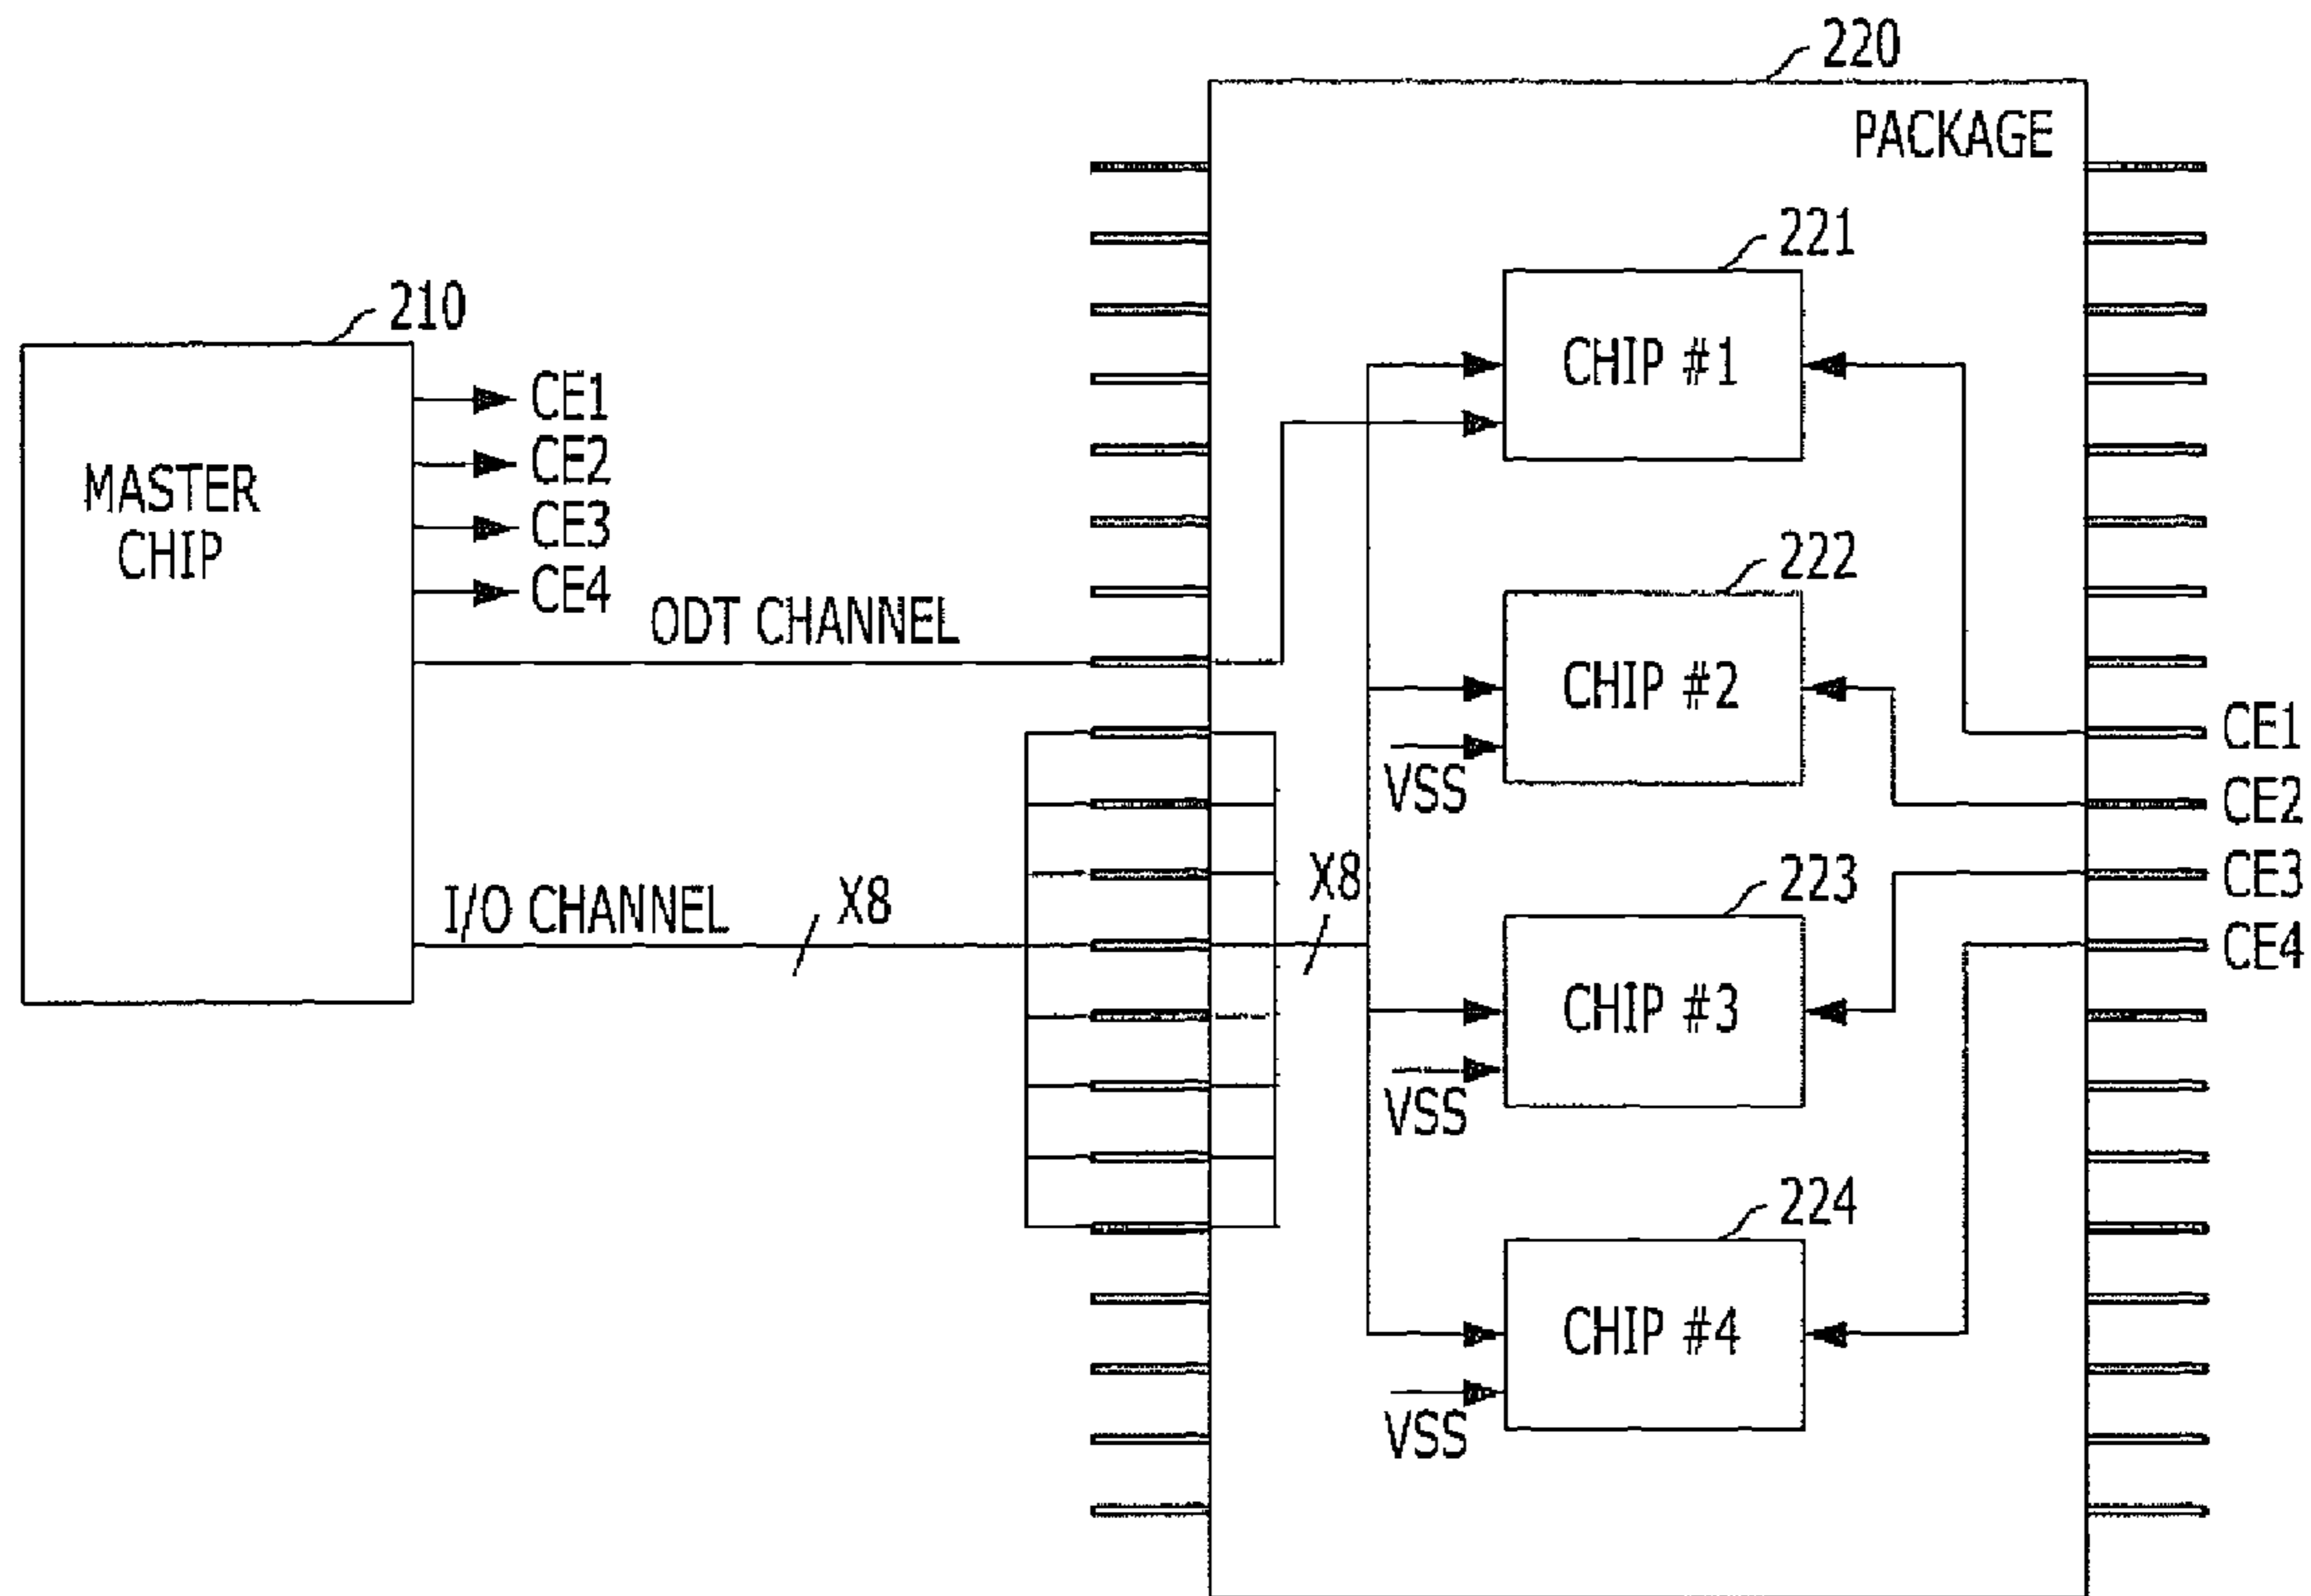 220
PACKAGE
221
210
CHIP #1
CE1
MASTER
CHIP
CE2
CE3
CE4
222
ODT CHANNEL
CHIP #2
VSS
CE1
CE2
I/O CHANNEL
X8
X8
223
CE3
CE4
CHIP #3
VSS
224
CHIP #4
VSS